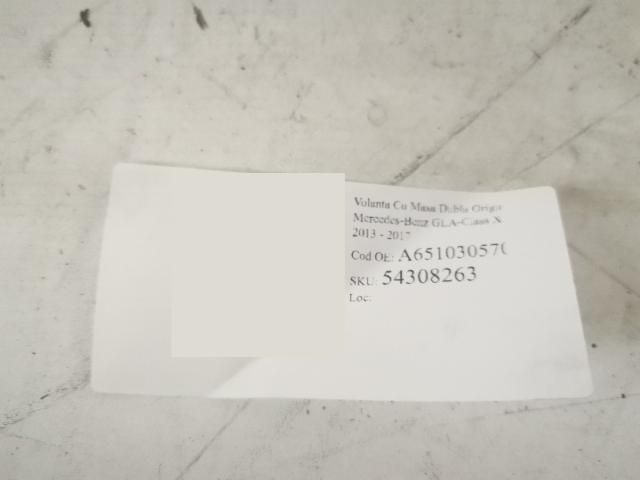 Volanta Cu Masa Dubla Origi
Mercedes-Benz GLA-Class X
2013 - 2017
Cod OE: A65103057
SKU: 54308263
Loc: